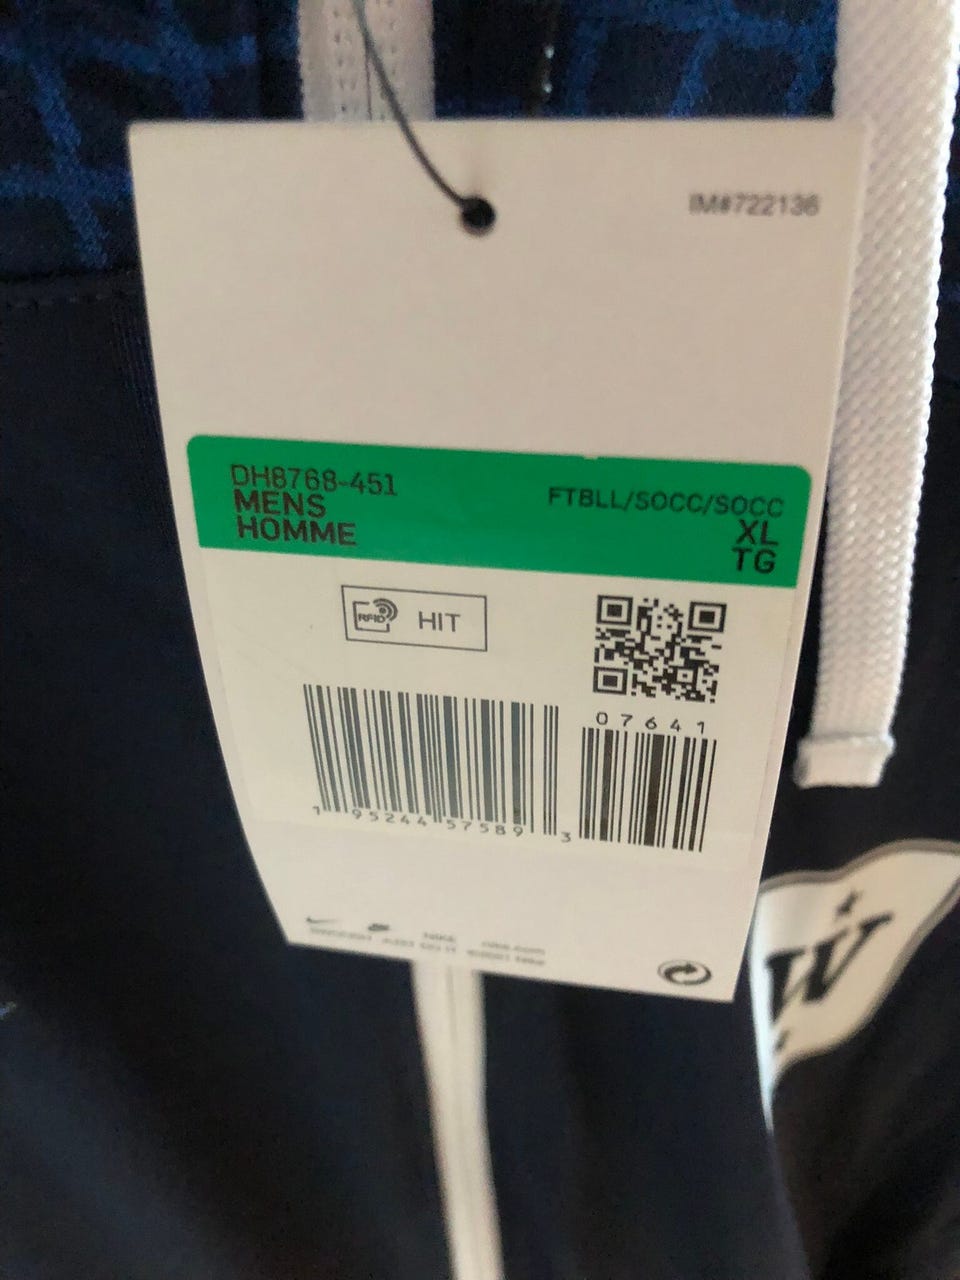 IM#722136
DH8768-451
MENS
HOMME
FTBLL/SOCC/SOCC
XL
TG
RFID HIT
07641
1 95244 57589 3
W